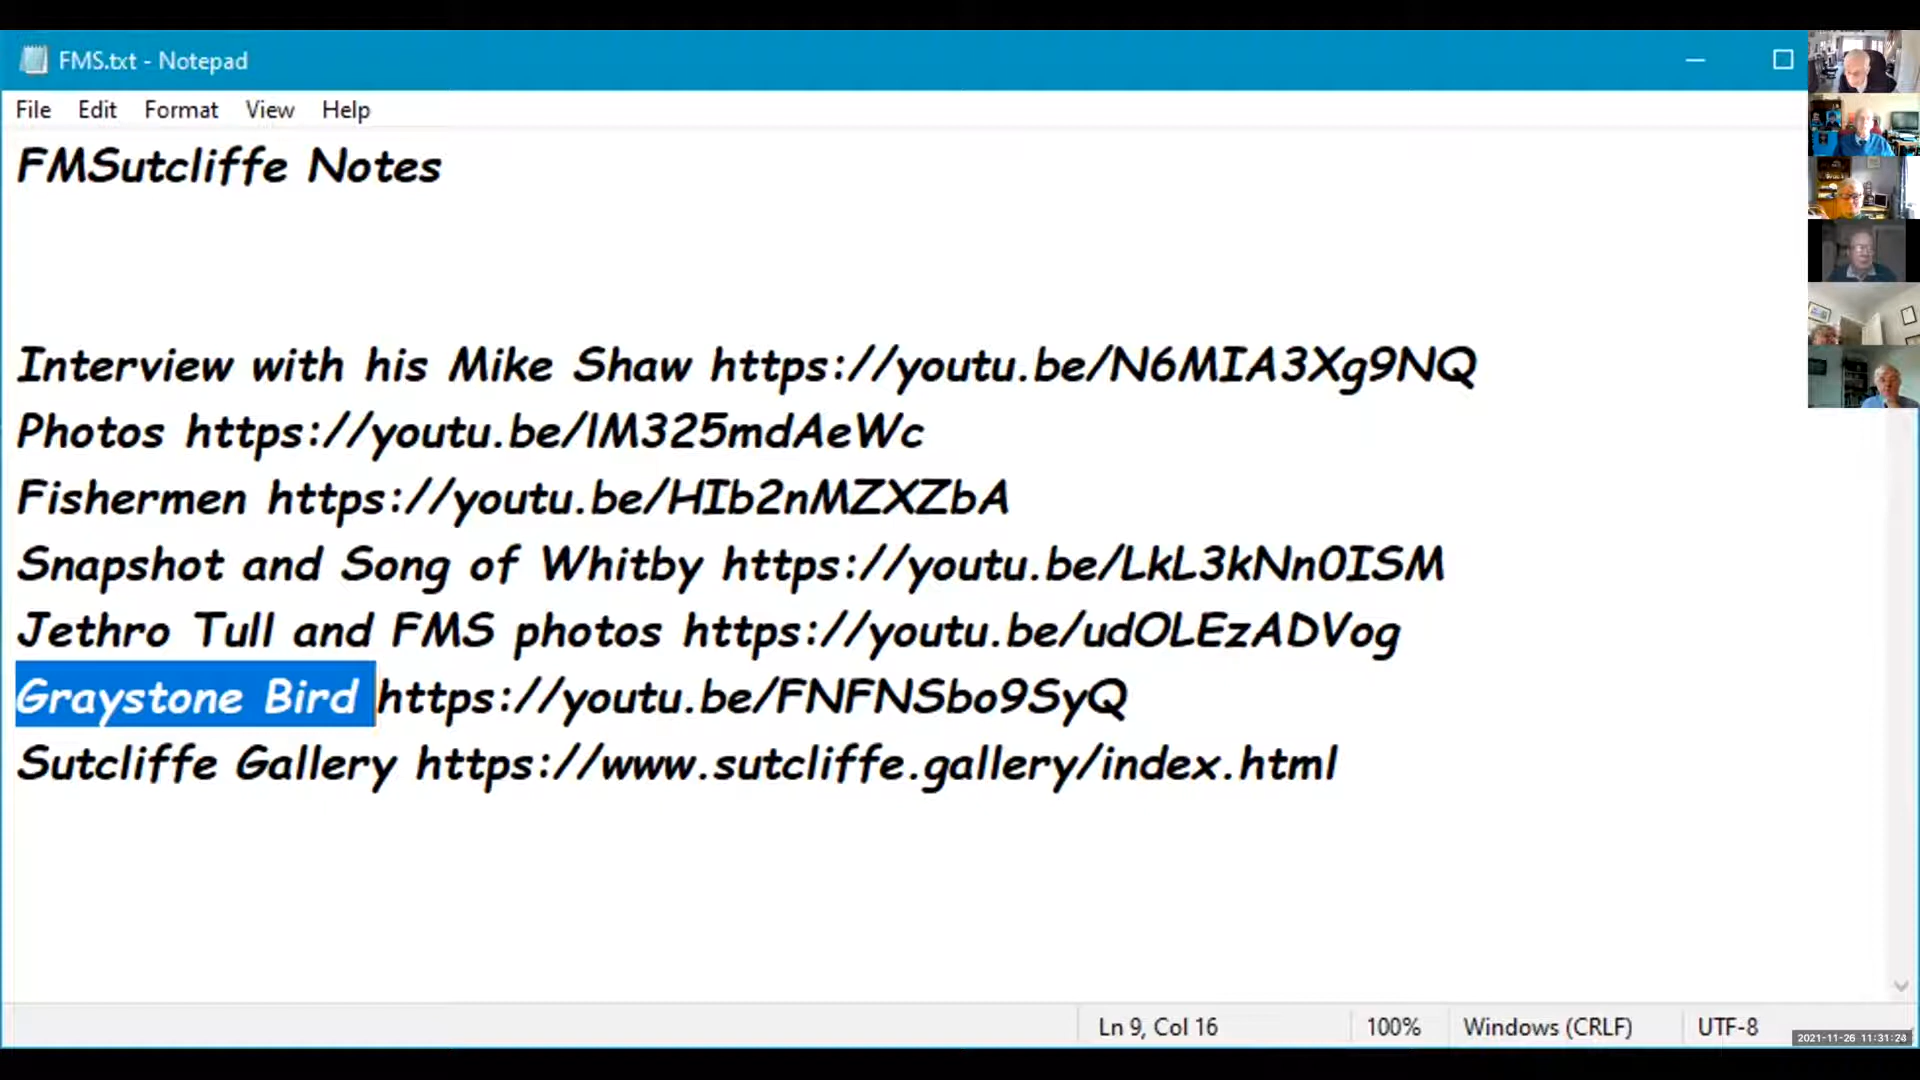 FMS.txt - Notepad
File Edit Format View Help
FMSutcliffe Notes
Interview with his Mike Shaw https://youtu.be/N6MIA3Xg9NQ
Photos https://youtu.be/lM325mdAeWc
Fishermen https://youtu.be/HIb2nMZXZbA
Snapshot and Song of Whitby https://youtu.be/LkL3kNn0ISM
Jethro Tull and FMS photos https://youtu.be/udOLEzADVog
Graystone Bird https://youtu.be/FNFNSbo9SyQ
Sutcliffe Gallery https://www.sutcliffe.gallery/index.html
Ln 9, Col 16 100% Windows (CRLF) UTF-8
2021-11-26 11:31:28